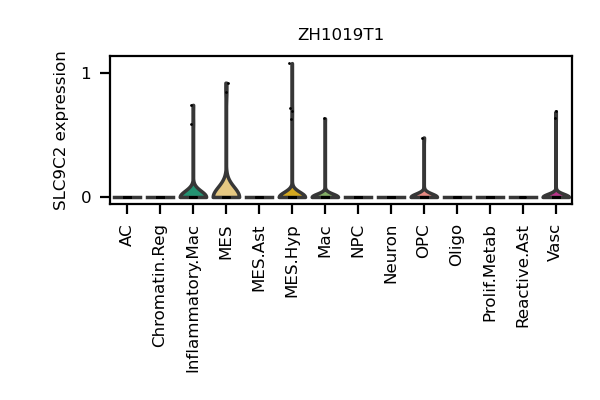 ZH1019T1
SLC9C2 expression
1
0
AC
Chromatin.Reg
Inflammatory.Mac
MES
MES.Ast
MES.Hyp
Mac
NPC
Neuron
OPC
Oligo
Prolif.Metab
Reactive.Ast
Vasc